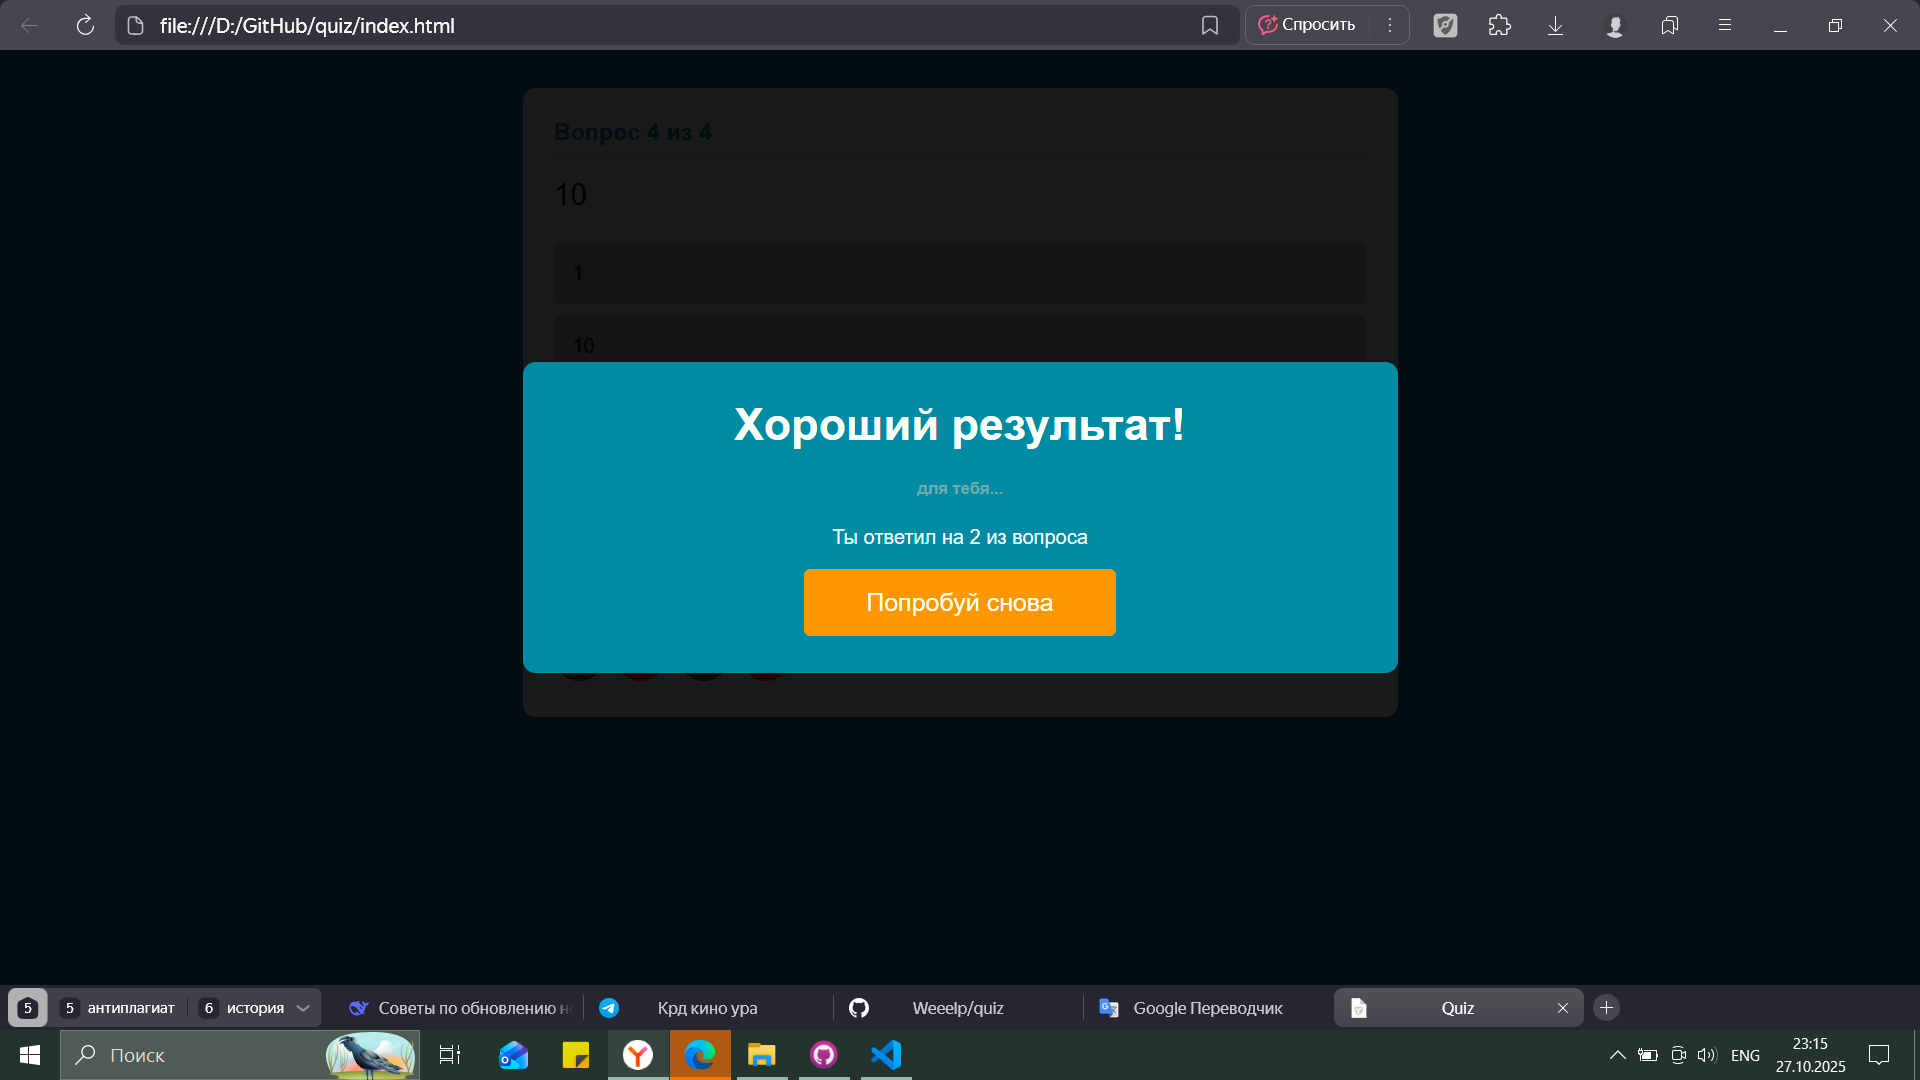 file:///D:/GitHub/quiz/index.html
Спросить
Вопрос 4 из 4
10
1
10
Хороший результат!
для тебя...
Ты ответил на 2 из вопроса
Попробуй снова
5
5 антиплагиат
6 история
Советы по обновлению
Крд кино ура
Weeelp/quiz
Google Переводчик
Quiz
Поиск
ENG
23:15
27.10.2025